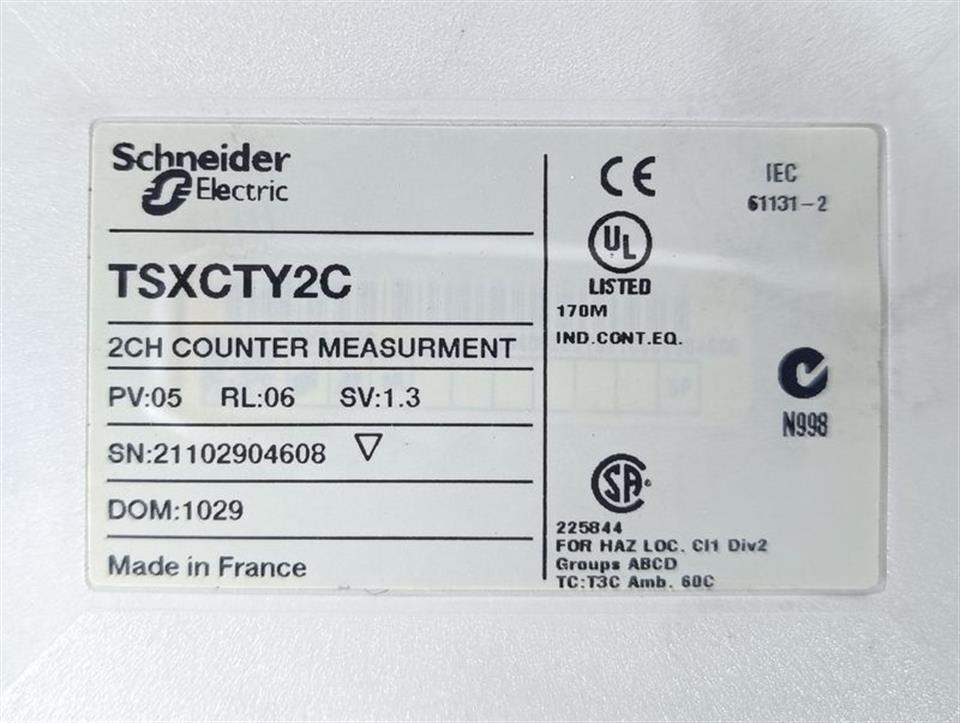 Schneider
Electric
TSXCTY2C
2CH COUNTER MEASURMENT
PV:05 RL:06 SV:1.3
SN:21102904608
DOM:1029
Made in France
CE
IEC
61131-2
UL
LISTED
170M
IND.CONT.EQ.
N998
SA
225844
FOR HAZ LOC. Cl1 Div2
Groups ABCD
TC:T3C Amb. 60C